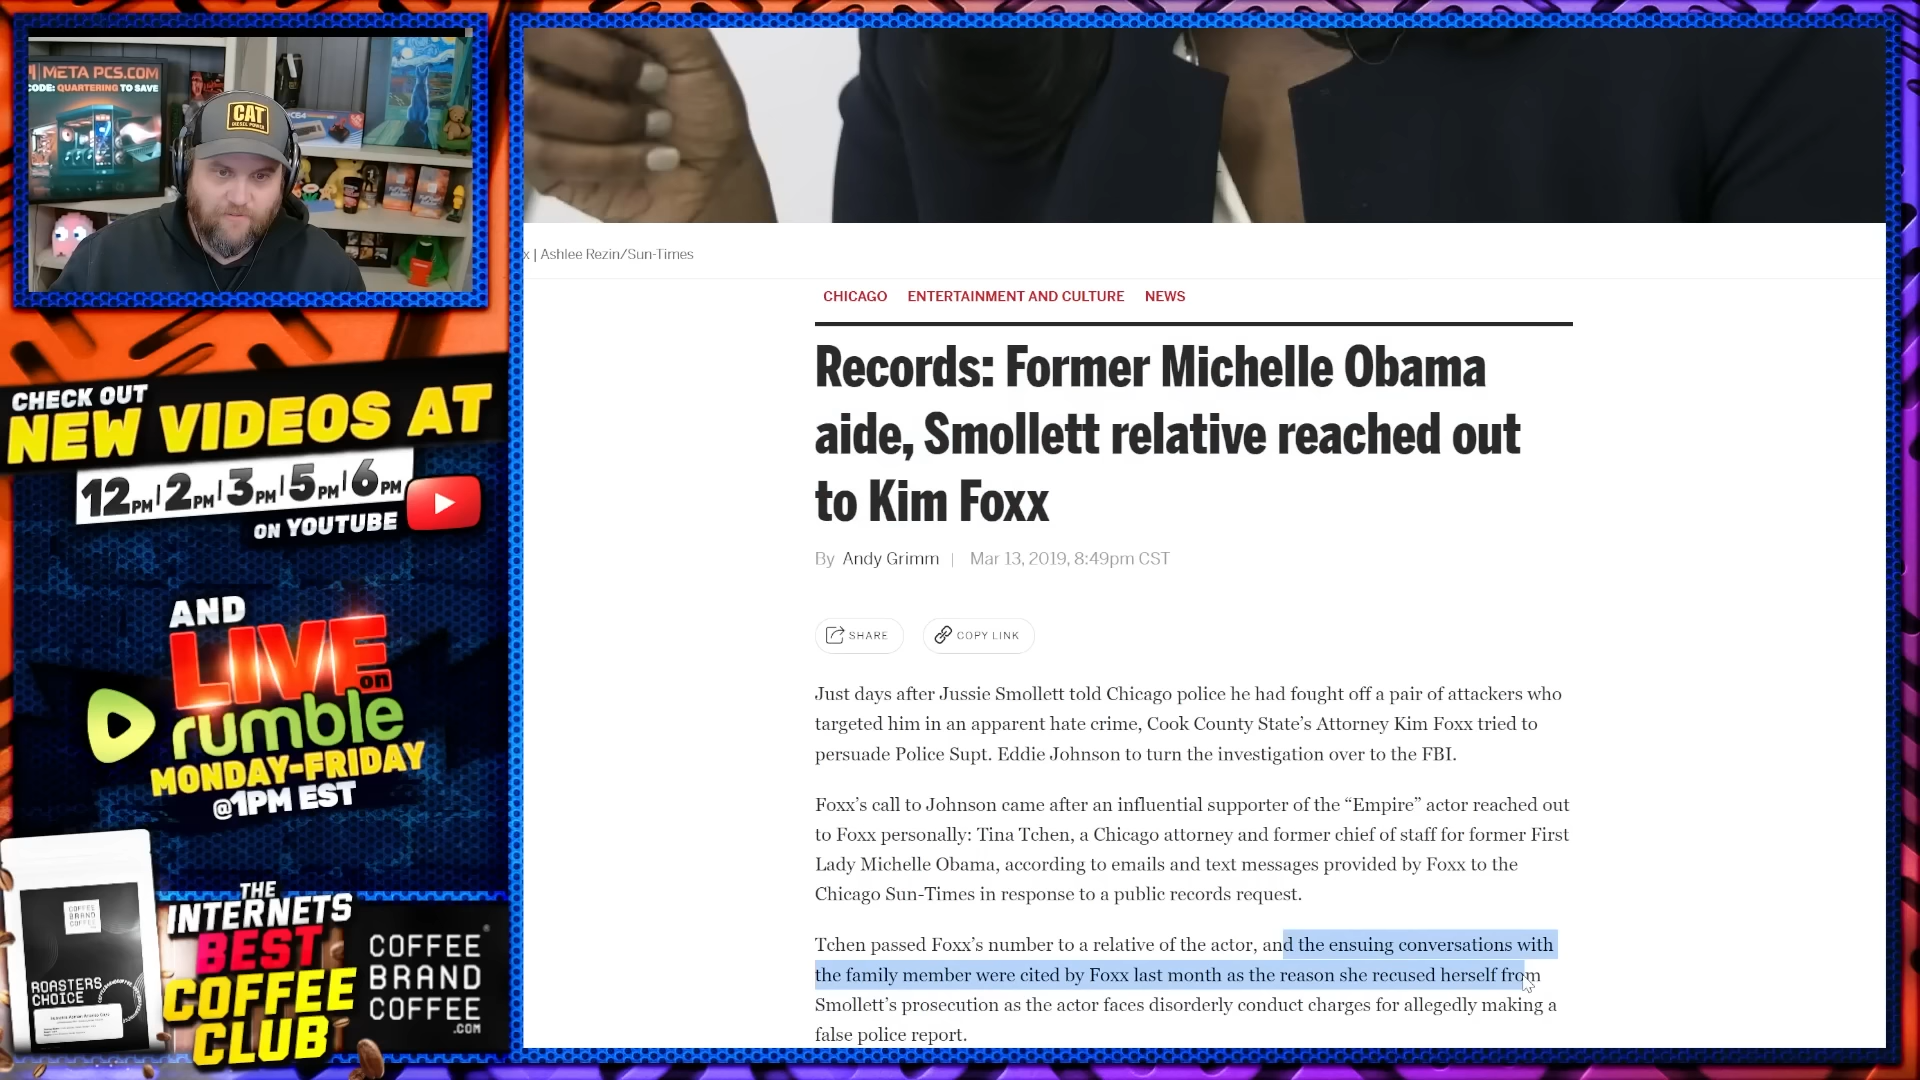 META PCS.COM
CODE: QUARTERING TO SAVE
CAT
DIESEL POWER
C64
CHECK OUT
NEW VIDEOS AT
12PM | 2PM | 3PM | 5PM | 6PM
ON YOUTUBE
AND
LIVE
on
rumble
MONDAY-FRIDAY
@1PM EST
COFFEE
BRAND
COFFEE
ROASTERS
CHOICE
THE
INTERNETS
BEST
COFFEE
CLUB
COFFEE
BRAND
COFFEE
.COM
x | Ashlee Rezin/Sun-Times
CHICAGO ENTERTAINMENT AND CULTURE NEWS
Records: Former Michelle Obama
aide, Smollett relative reached out
to Kim Foxx
By Andy Grimm | Mar 13, 2019, 8:49pm CST
SHARE COPY LINK
Just days after Jussie Smollett told Chicago police he had fought off a pair of attackers who
targeted him in an apparent hate crime, Cook County State’s Attorney Kim Foxx tried to
persuade Police Supt. Eddie Johnson to turn the investigation over to the FBI.
Foxx’s call to Johnson came after an influential supporter of the “Empire” actor reached out
to Foxx personally: Tina Tchen, a Chicago attorney and former chief of staff for former First
Lady Michelle Obama, according to emails and text messages provided by Foxx to the
Chicago Sun-Times in response to a public records request.
Tchen passed Foxx’s number to a relative of the actor, and the ensuing conversations with
the family member were cited by Foxx last month as the reason she recused herself from
Smollett’s prosecution as the actor faces disorderly conduct charges for allegedly making a
false police report.